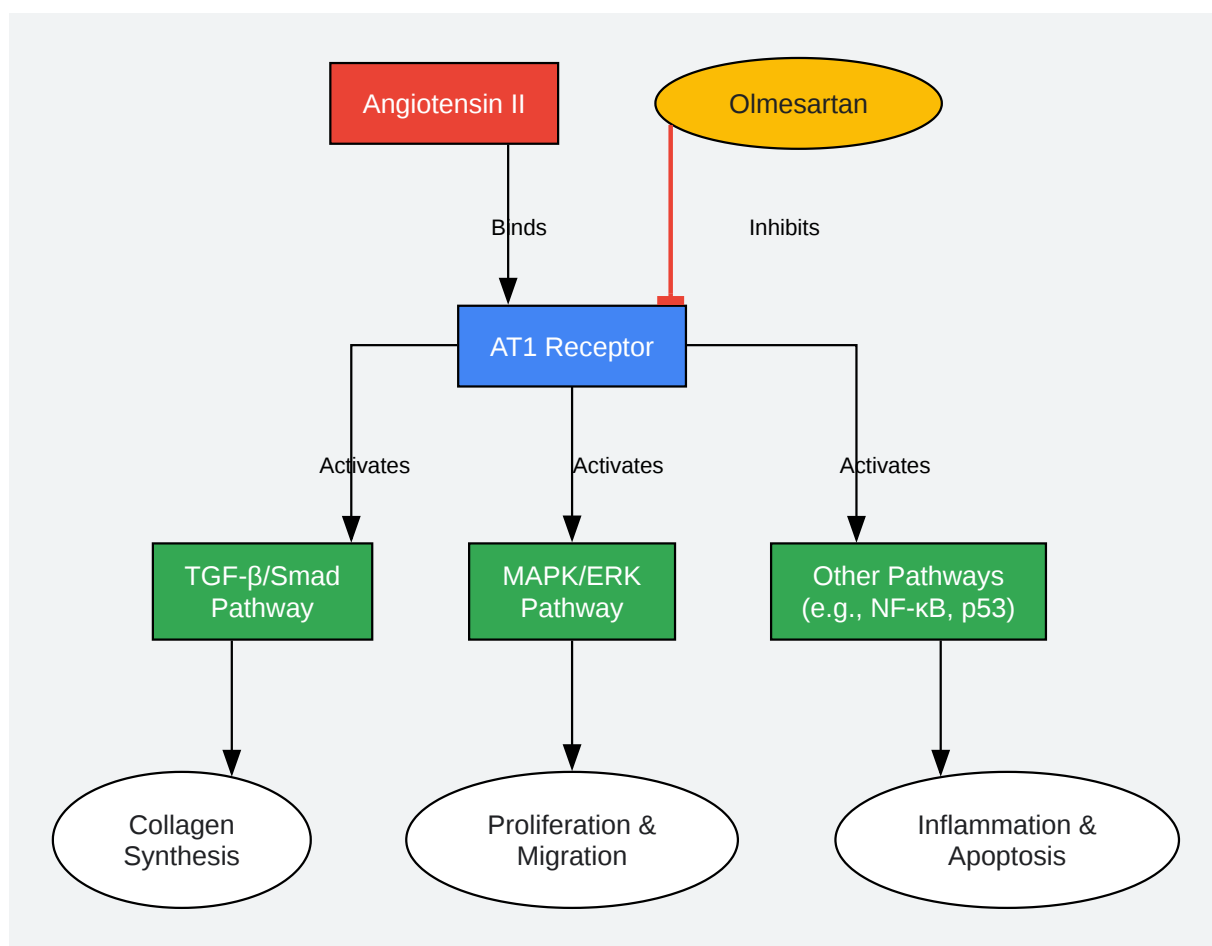 Angiotensin II
Olmesartan
Binds
Inhibits
AT1 Receptor
Activates
Activates
Activates
TGF-β/Smad
Pathway
MAPK/ERK
Pathway
Other Pathways
(e.g., NF-κB, p53)
Collagen
Synthesis
Proliferation &
Migration
Inflammation &
Apoptosis